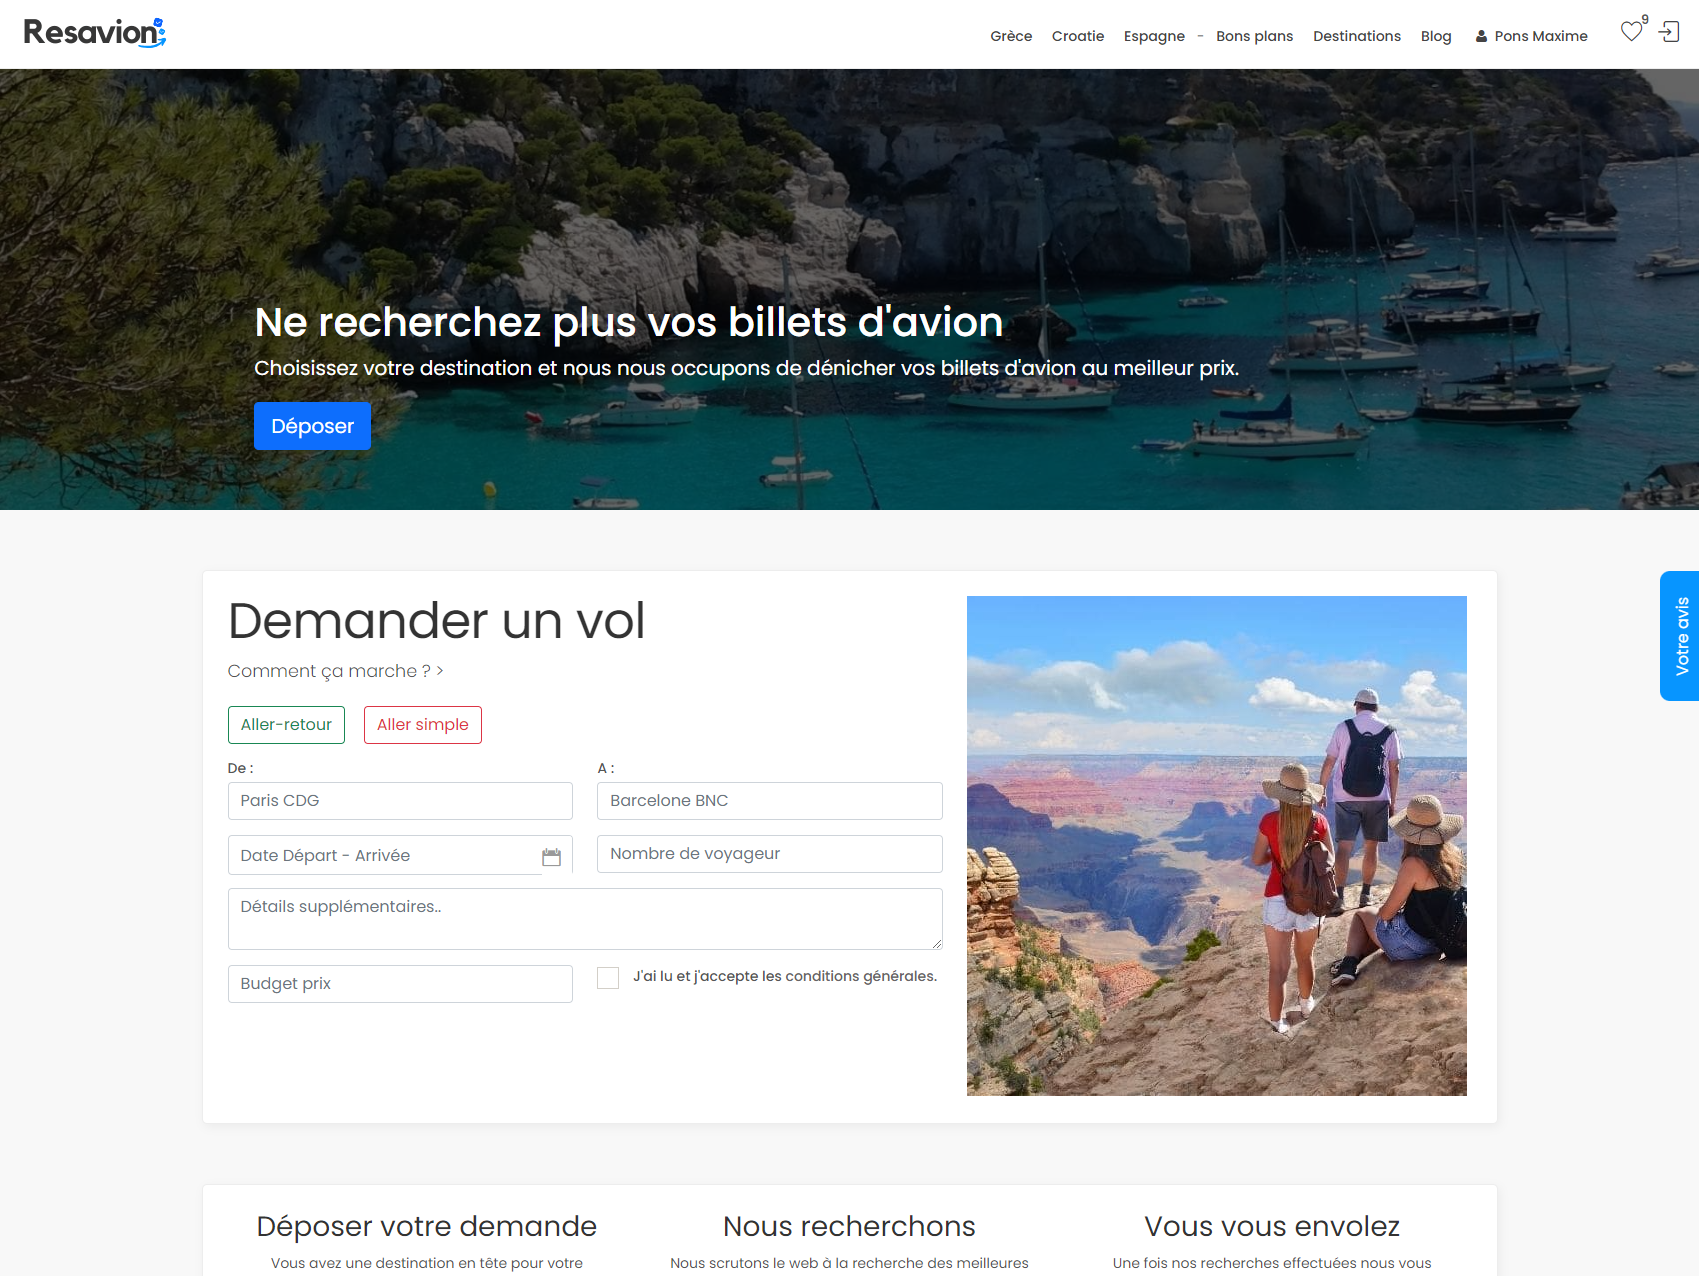 Resavion
Grèce Croatie Espagne - Bons plans Destinations Blog Pons Maxime 9
Ne recherchez plus vos billets d'avion
Choisissez votre destination et nous nous occupons de dénicher vos billets d'avion au meilleur prix.
Déposer
Votre avis
Demander un vol
Comment ça marche ? >
Aller-retour Aller simple
De : A :
Paris CDG Barcelone BNC
Date Départ - Arrivée Nombre de voyageur
Détails supplémentaires..
Budget prix J'ai lu et j'accepte les conditions générales.
Déposer votre demande Nous recherchons Vous vous envolez
Vous avez une destination en tête pour votre Nous scrutons le web à la recherche des meilleures Une fois nos recherches effectuées nous vous